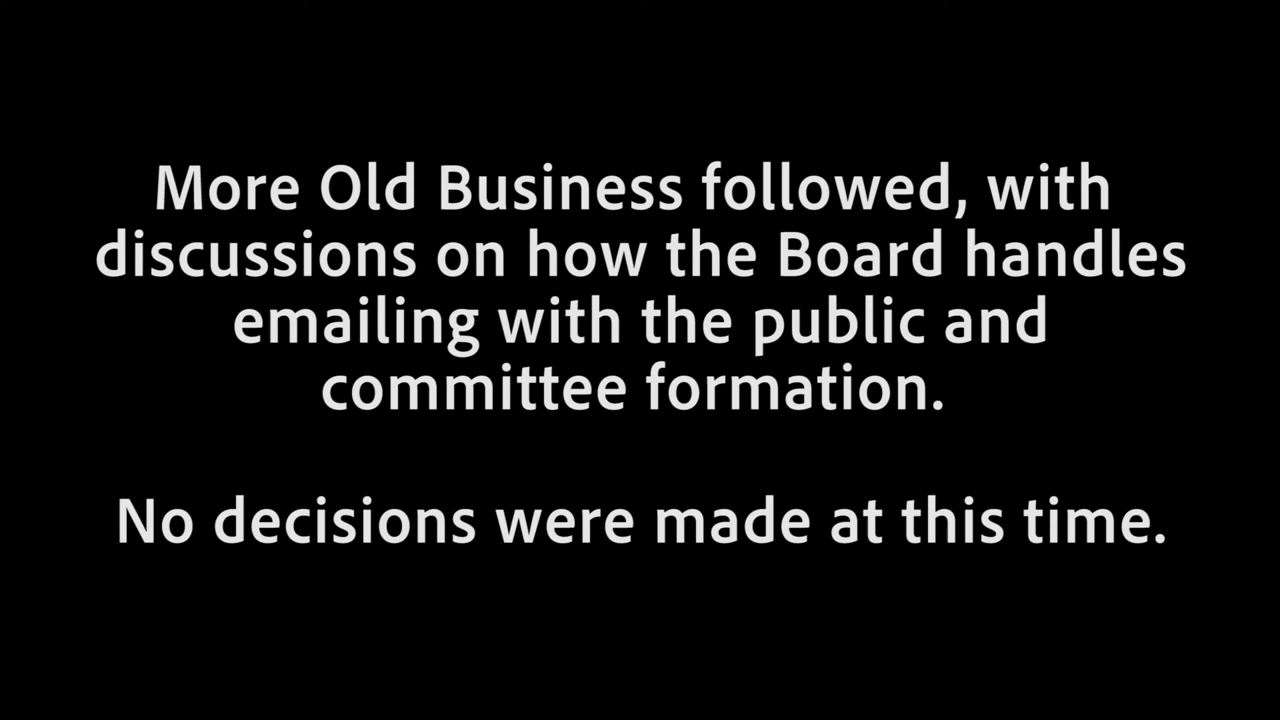 More Old Business followed, with
discussions on how the Board handles
emailing with the public and
committee formation.
No decisions were made at this time.